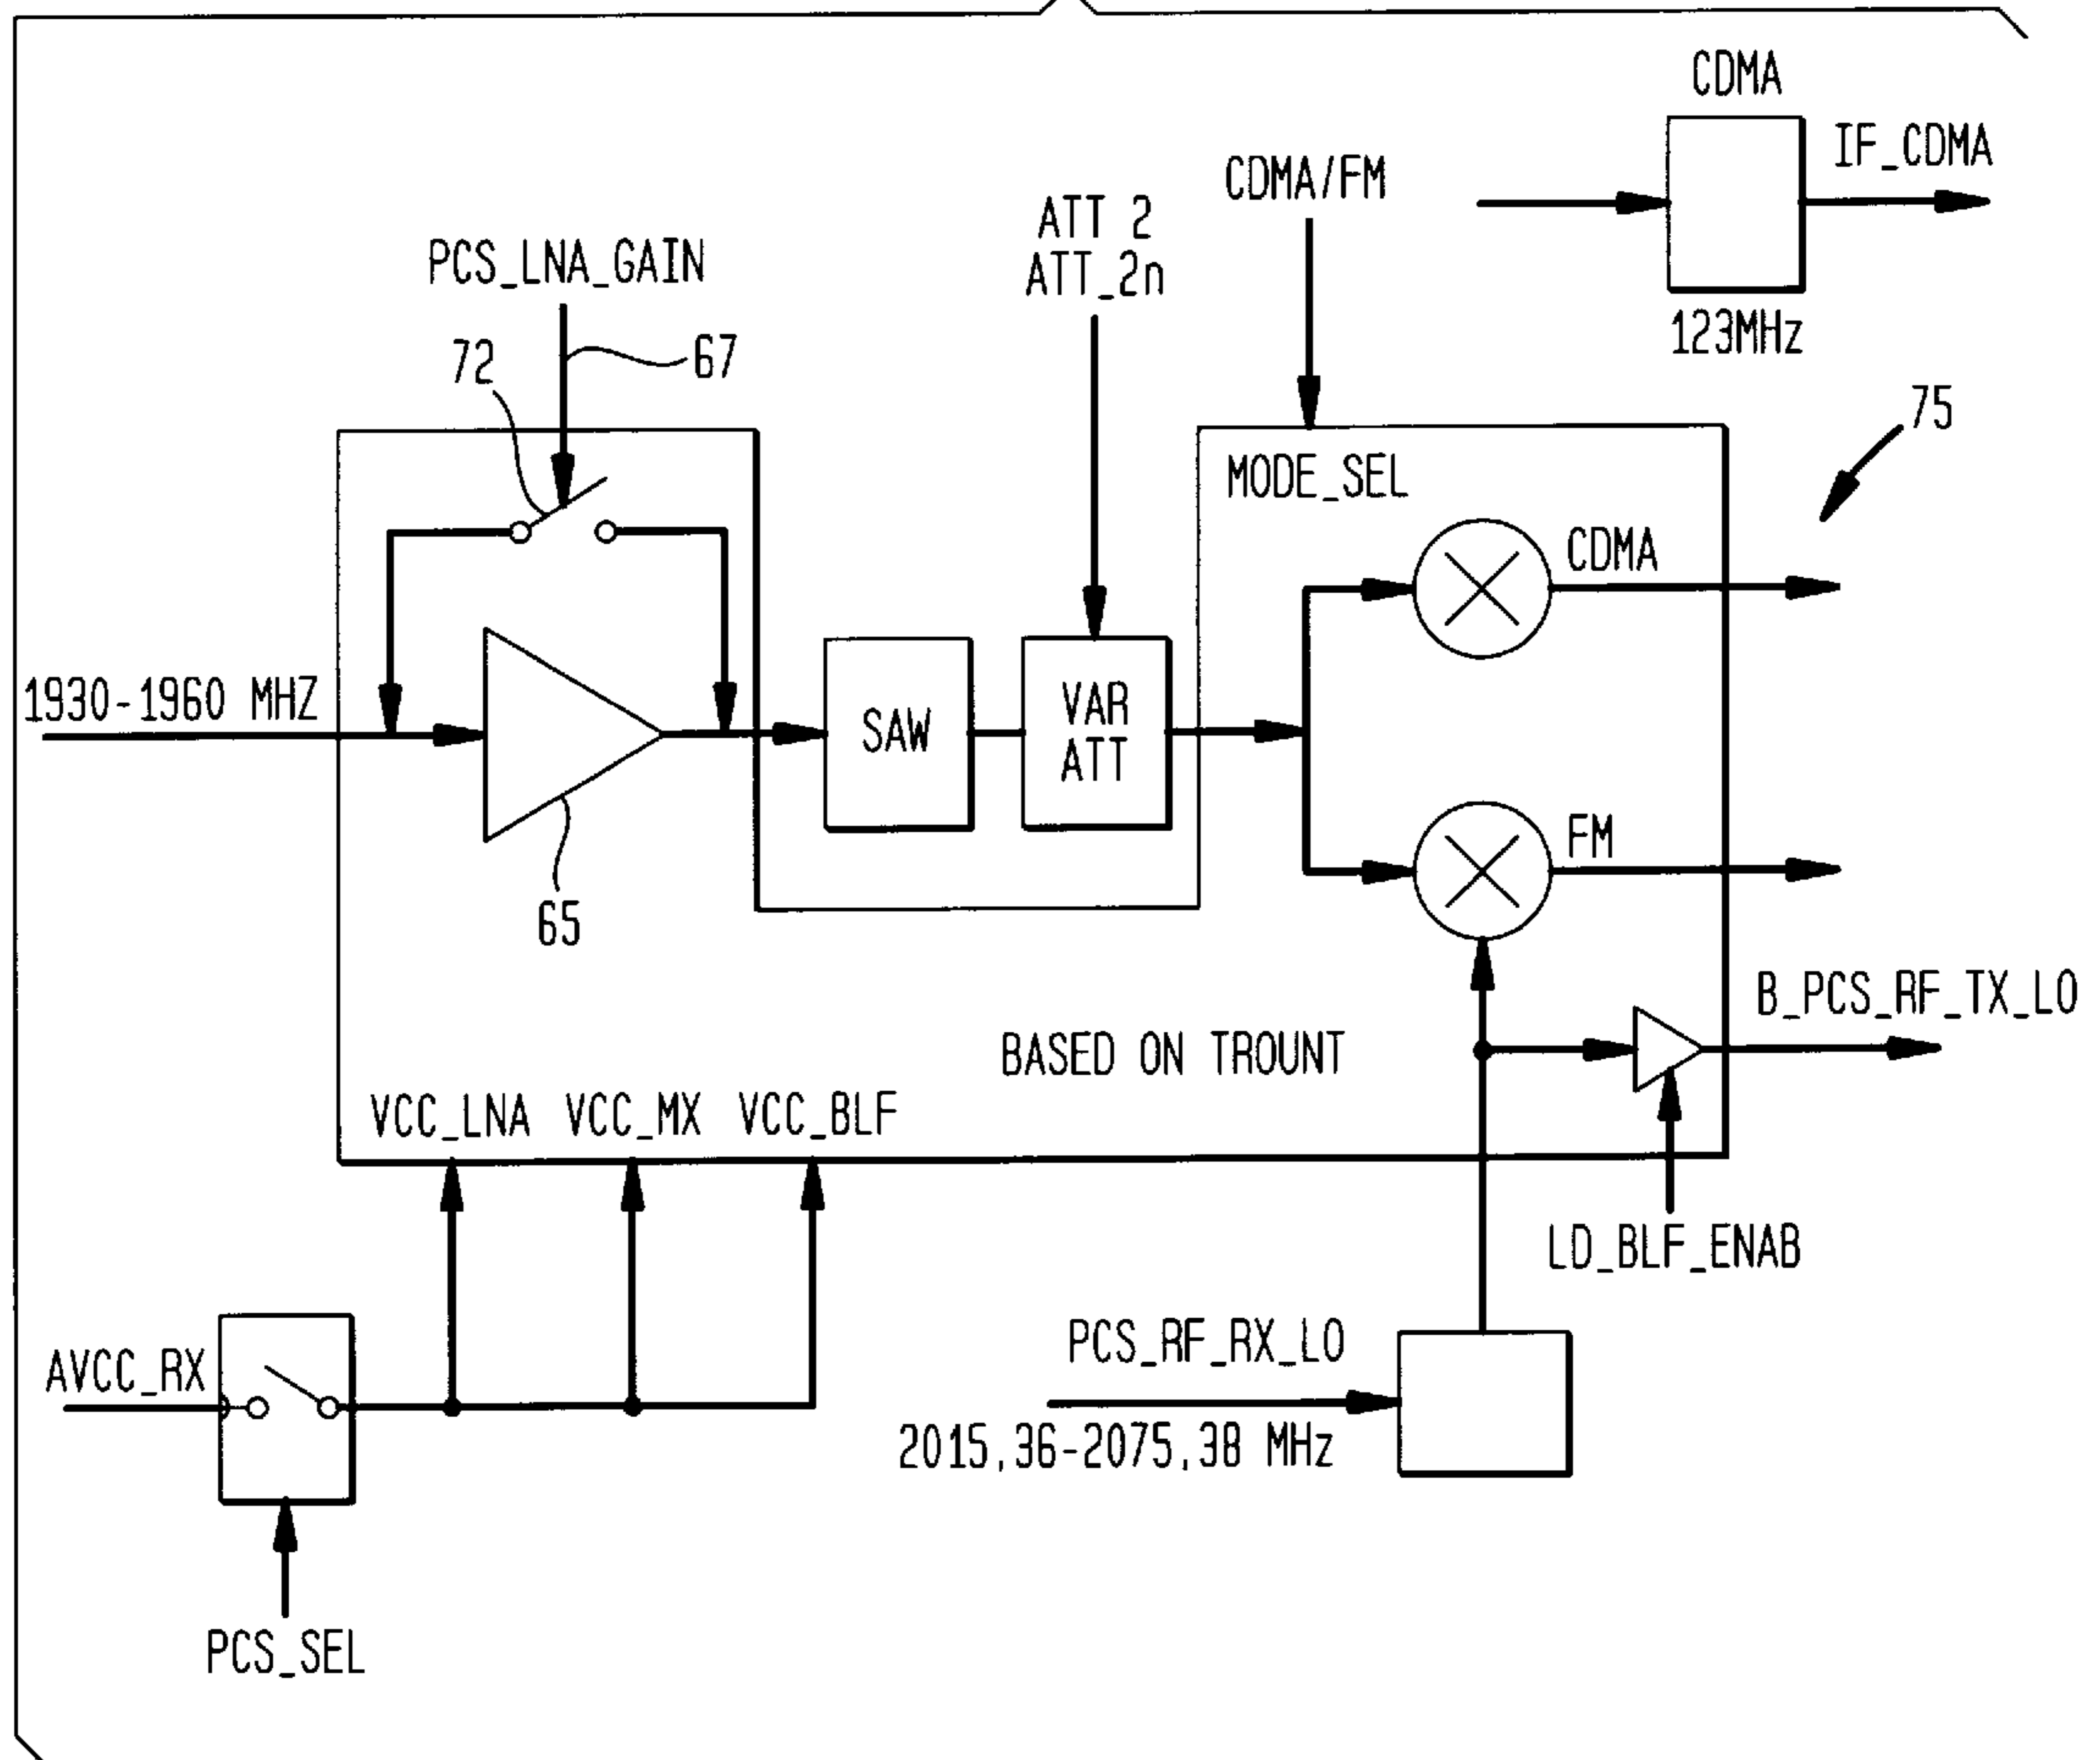 CDMA
IF_CDMA
123MHz
CDMA/FM
ATT 2
ATT_2n
PCS_LNA_GAIN
67
72
75
MODE_SEL
CDMA
1930-1960 MHZ
SAW
VAR
ATT
FM
65
B_PCS_RF_TX_LO
BASED ON TROUNT
VCC_LNA
VCC_MX
VCC_BLF
LD_BLF_ENAB
AVCC_RX
PCS_RF_RX_LO
2015,36-2075,38 MHz
PCS_SEL